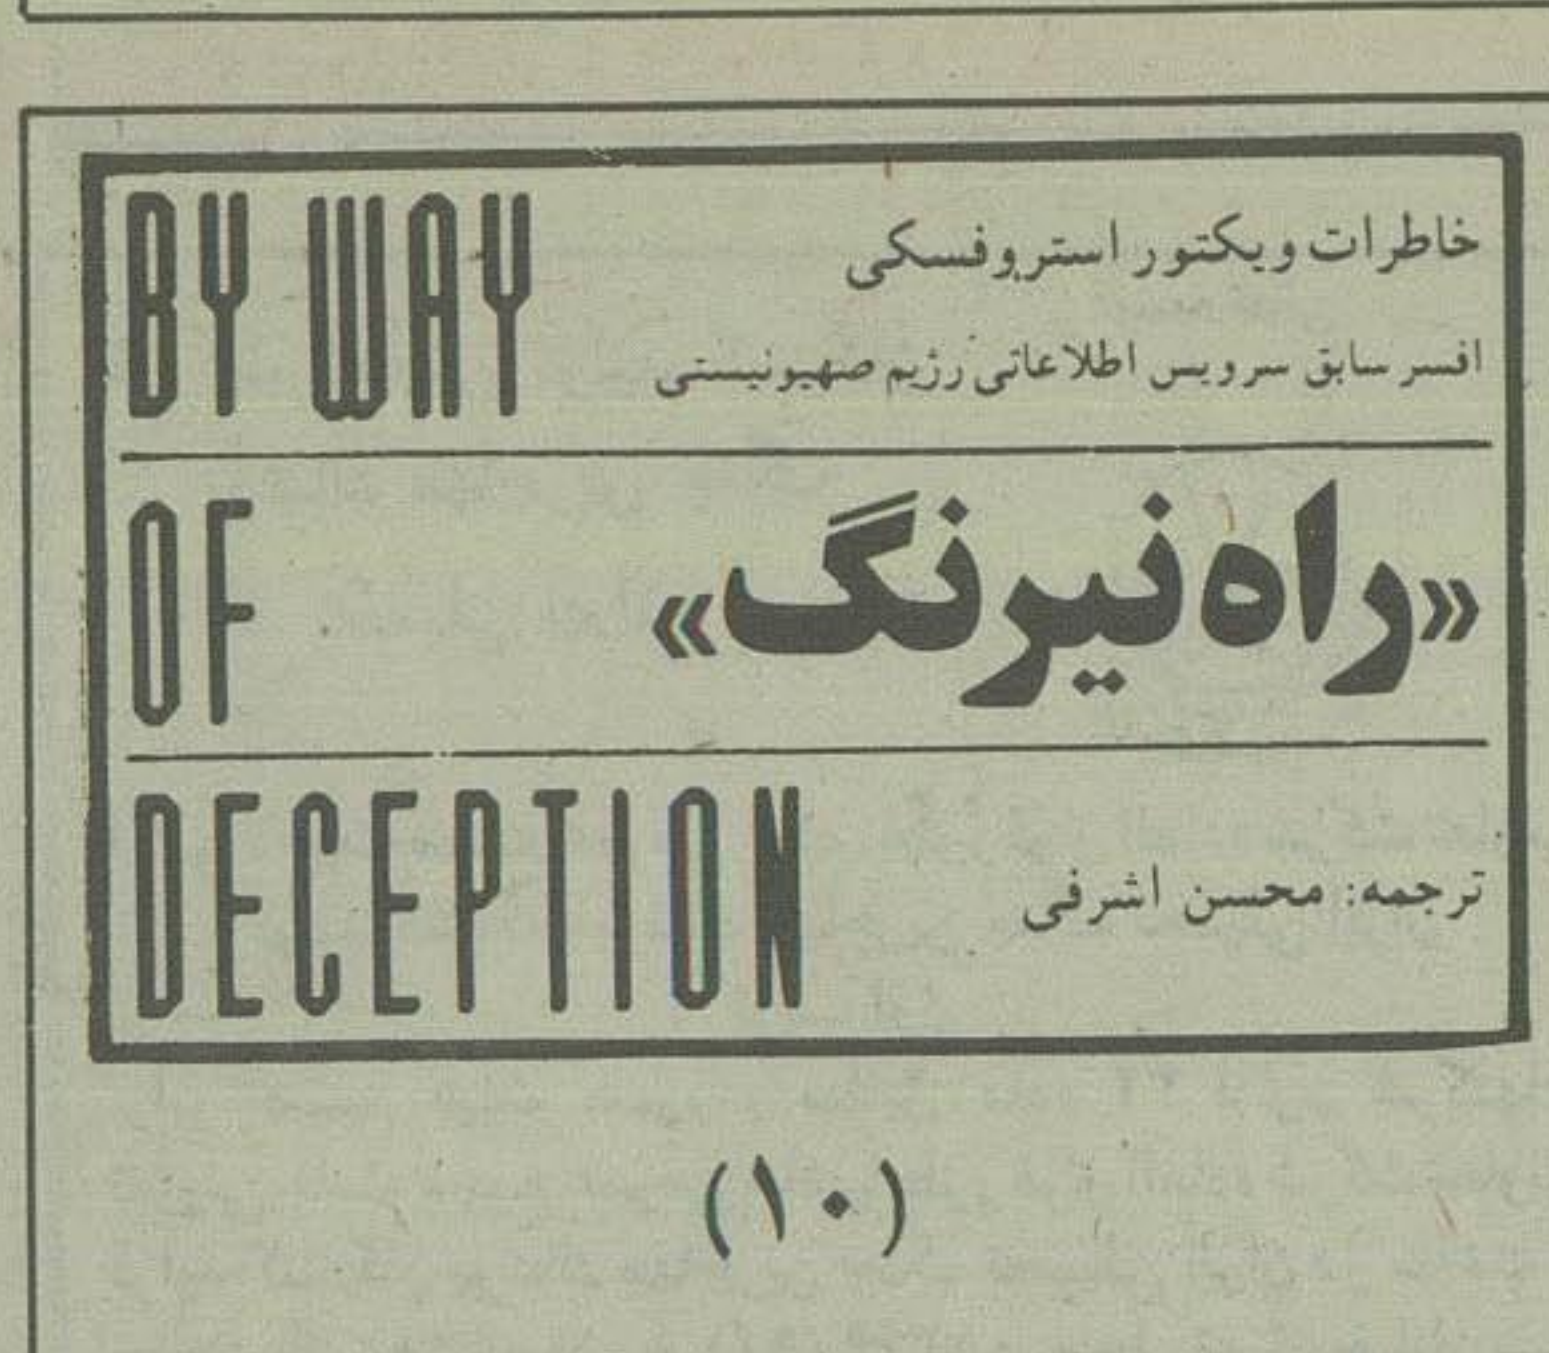 BY WAY
خاطرات ویکتور استروفسکی
افسر سابق سرویس اطلاعاتی رژیم صهیونیستی
OF
«راه نیرنگ»
DECEPTION
ترجمه: محسن اشرفی
(۱۰)